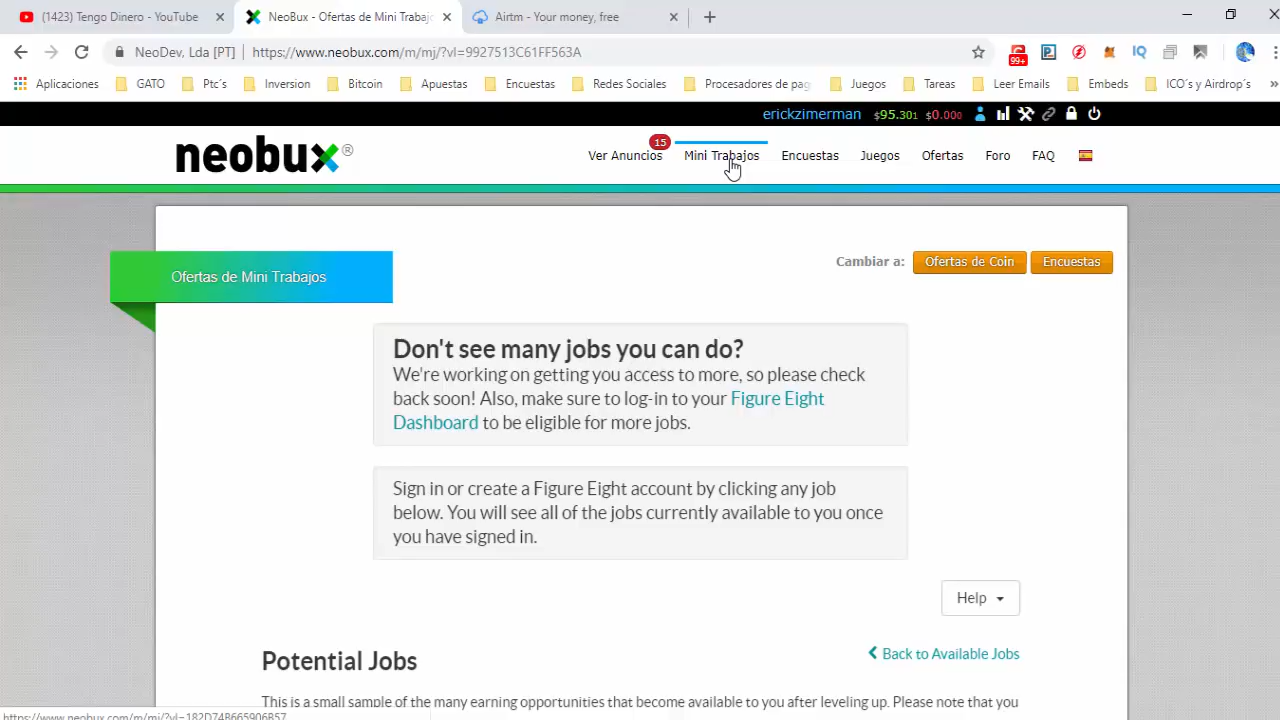 (1423) Tengo Dinero - YouTube
NeoBux - Ofertas de Mini Trabajo
Airtm - Your money, free
NeoDev, Lda [PT] https://www.neobux.com/m/mj/?vl=9927513C61FF563A
99+
IQ
Aplicaciones GATO Ptc´s Inversion Bitcoin Apuestas Encuestas Redes Sociales Procesadores de pag Juegos Tareas Leer Emails Embeds ICO´s y Airdrop´s »
erickzimerman $95.301 $0.000
neobux®
Ver Anuncios 15 Mini Trabajos Encuestas Juegos Ofertas Foro FAQ
Ofertas de Mini Trabajos
Cambiar a: Ofertas de Coin Encuestas
Don't see many jobs you can do?
We're working on getting you access to more, so please check
back soon! Also, make sure to log-in to your Figure Eight
Dashboard to be eligible for more jobs.
Sign in or create a Figure Eight account by clicking any job
below. You will see all of the jobs currently available to you once
you have signed in.
Help
Potential Jobs
Back to Available Jobs
This is a small sample of the many earning opportunities that become available to you after leveling up. Please note that you